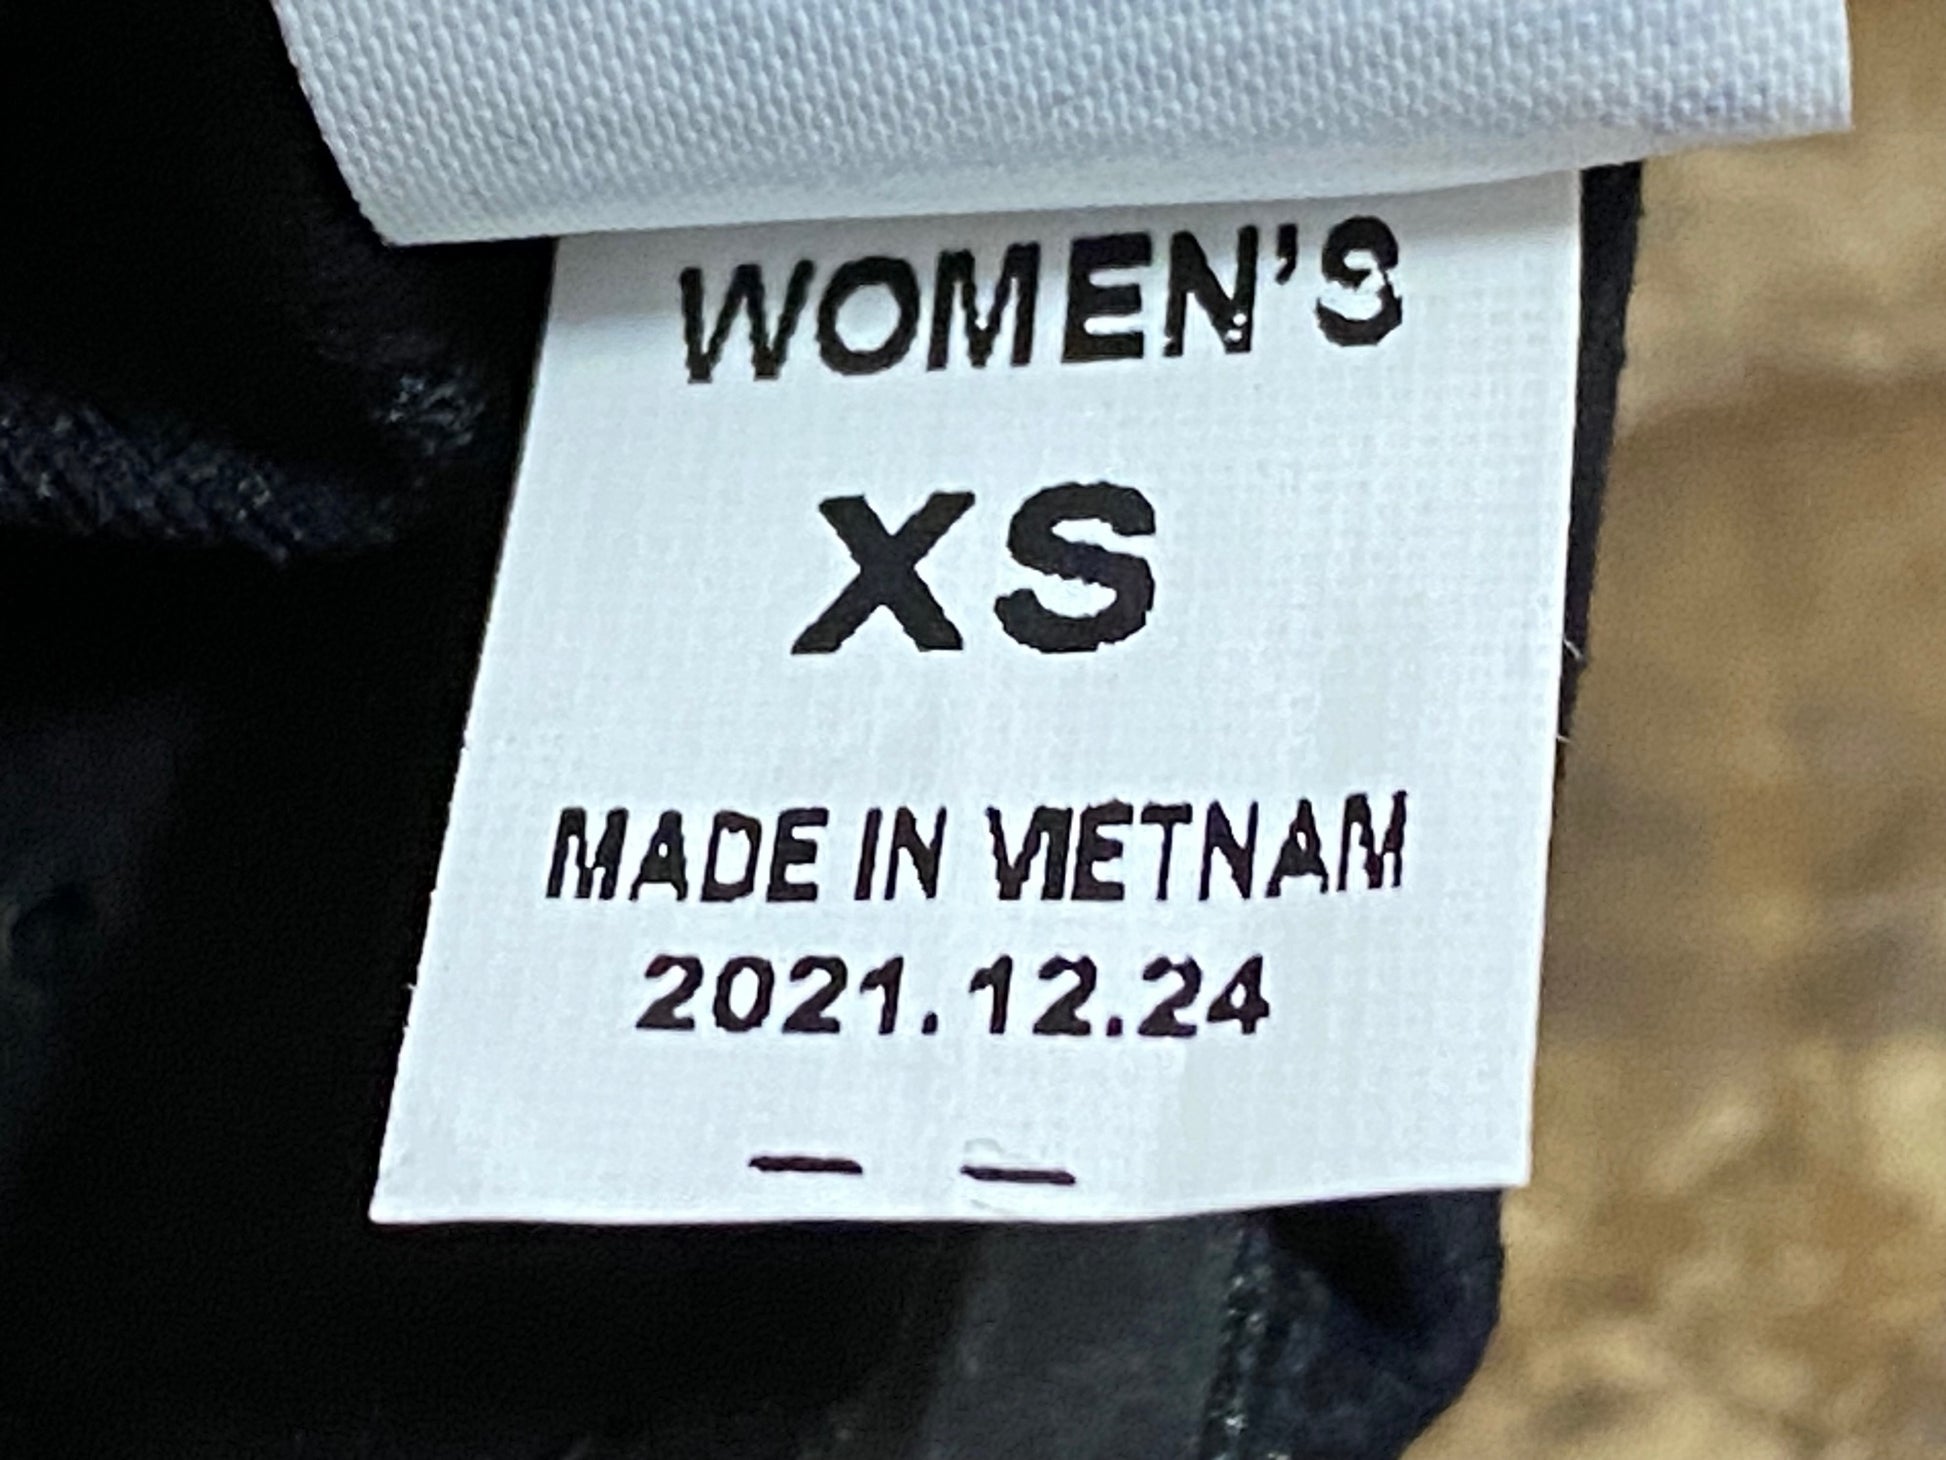 WOMEN'S
XS
MADE IN VIETNAM
2021.12.24